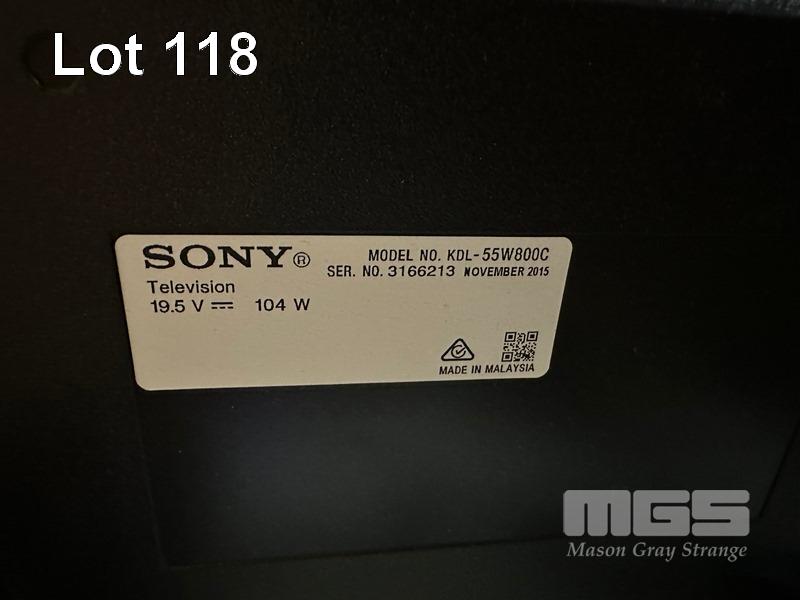 Lot 118
SONY®
MODEL NO. KDL-55W800C
SER. NO. 3166213 NOVEMBER 2015
Television
19.5 V ⎓ 104 W
MADE IN MALAYSIA
MGS
Mason Gray Strange